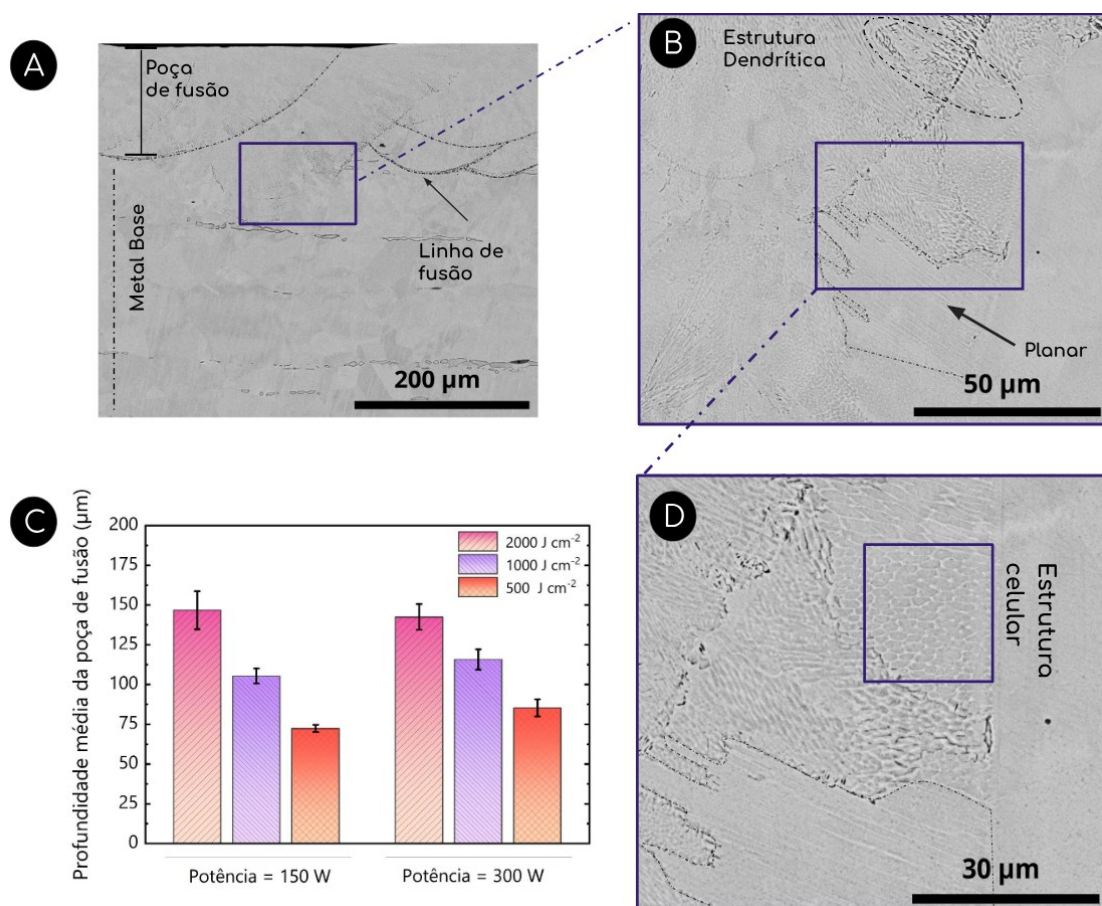 A
Poça
de fusão
Metal Base
Linha de
fusão
200 µm
B
Estrutura
Dendrítica
Planar
50 µm
C
Profundidade média da poça de fusão (µm)
200
175
150
125
100
75
50
25
0
2000 J cm⁻²
1000 J cm⁻²
500 J cm⁻²
Potência = 150 W
Potência = 300 W
D
Estrutura
celular
30 µm